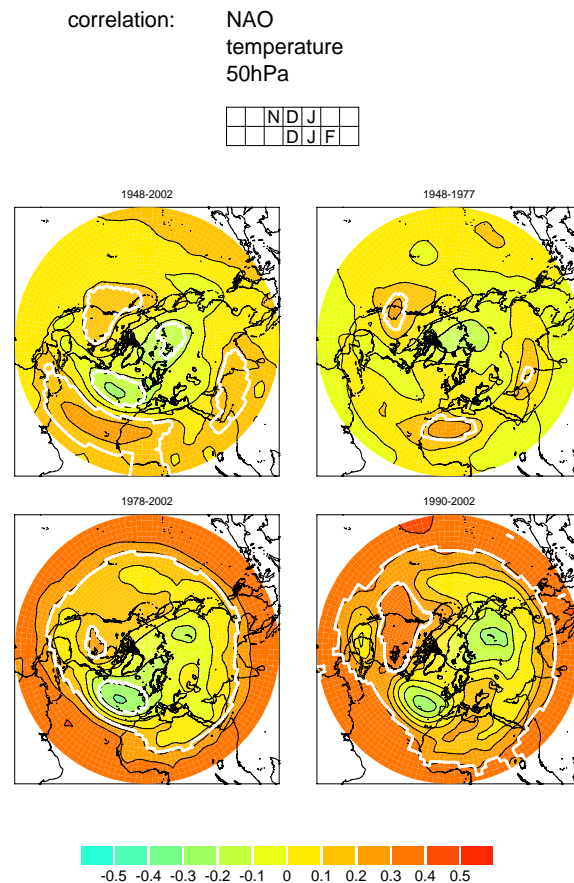 correlation: NAO
temperature
50hPa
N D J
D J F
1948-2002
1948-1977
1978-2002
1990-2002
-0.5 -0.4 -0.3 -0.2 -0.1 0 0.1 0.2 0.3 0.4 0.5